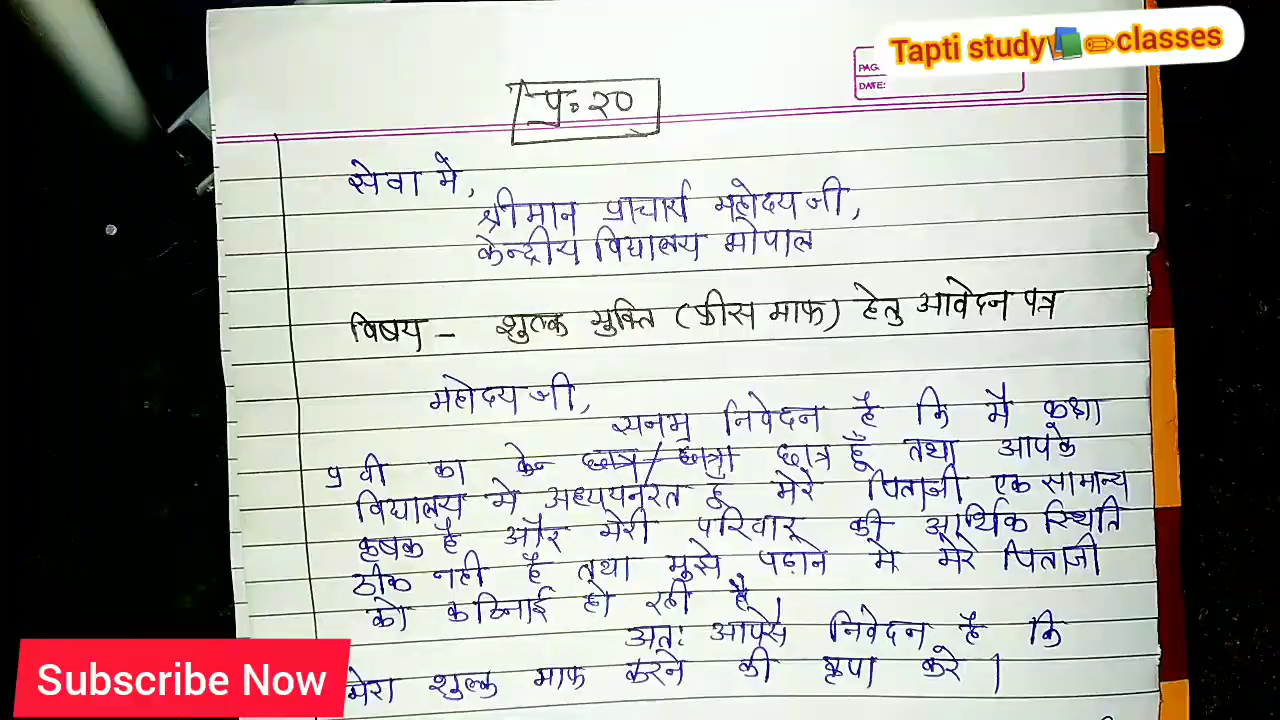 Tapti study classes
PAG
DATE:
प्र०२०
सेवा मे,
श्रीमान प्राचार्य महोदय जी,
केन्द्रीय विद्यालय भोपाल
विषय - शुल्क मुक्ति (फीस माफ) हेतु आवेदन पत्र
महोदय जी,
सनम्र निवेदन है कि मै कक्षा
9 वी का के छात्र/छात्रा छात्र हूँ तथा आपके
विद्यालय मे अध्ययनरत हू मेरे पिताजी एक सामान्य
कृषक है और मेरी परिवार की आर्थिक स्थिति
ठीक नही है तथा मुझे पढ़ाने मे मेरे पिताजी
को कठिनाई हो रही है।
अतः आपसे निवेदन है कि
मेरा शुल्क माफ करने की कृपा करे।
Subscribe Now